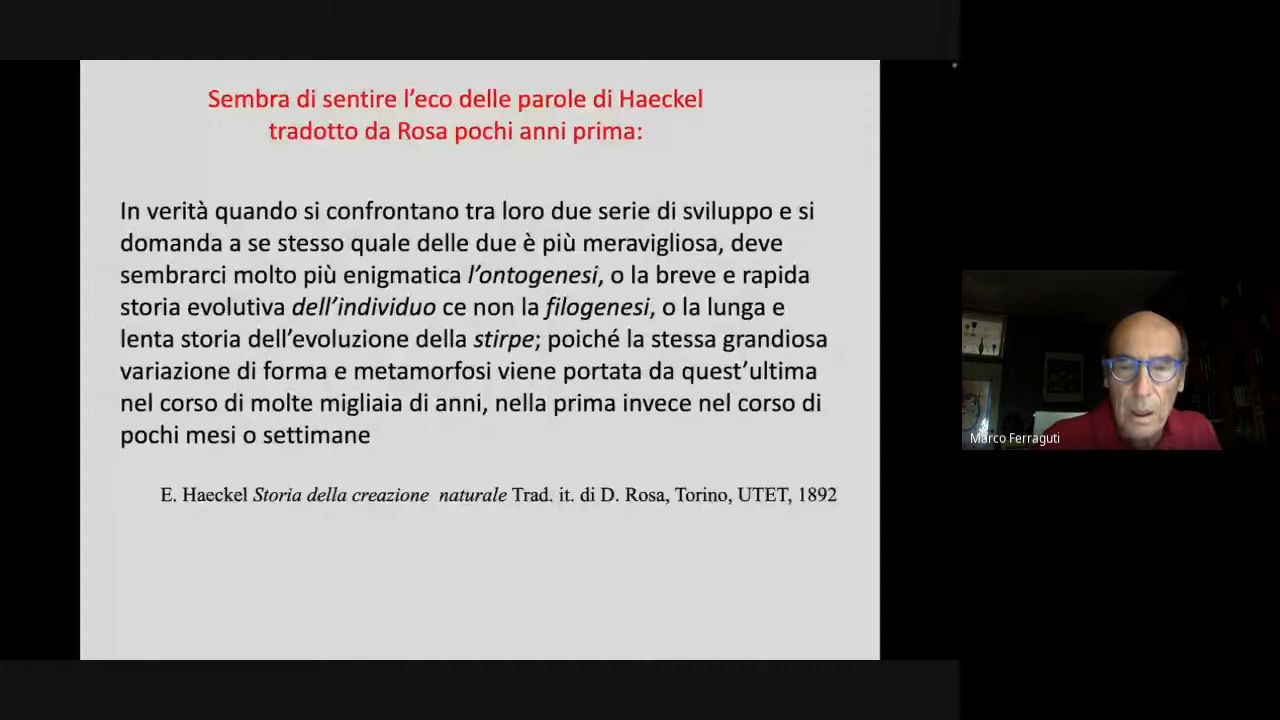 Sembra di sentire l’eco delle parole di Haeckel
tradotto da Rosa pochi anni prima:
In verità quando si confrontano tra loro due serie di sviluppo e si
domanda a se stesso quale delle due è più meravigliosa, deve
sembrarci molto più enigmatica l’ontogenesi, o la breve e rapida
storia evolutiva dell’individuo ce non la filogenesi, o la lunga e
lenta storia dell’evoluzione della stirpe; poiché la stessa grandiosa
variazione di forma e metamorfosi viene portata da quest’ultima
nel corso di molte migliaia di anni, nella prima invece nel corso di
pochi mesi o settimane
E. Haeckel Storia della creazione naturale Trad. it. di D. Rosa, Torino, UTET, 1892
Marco Ferraguti